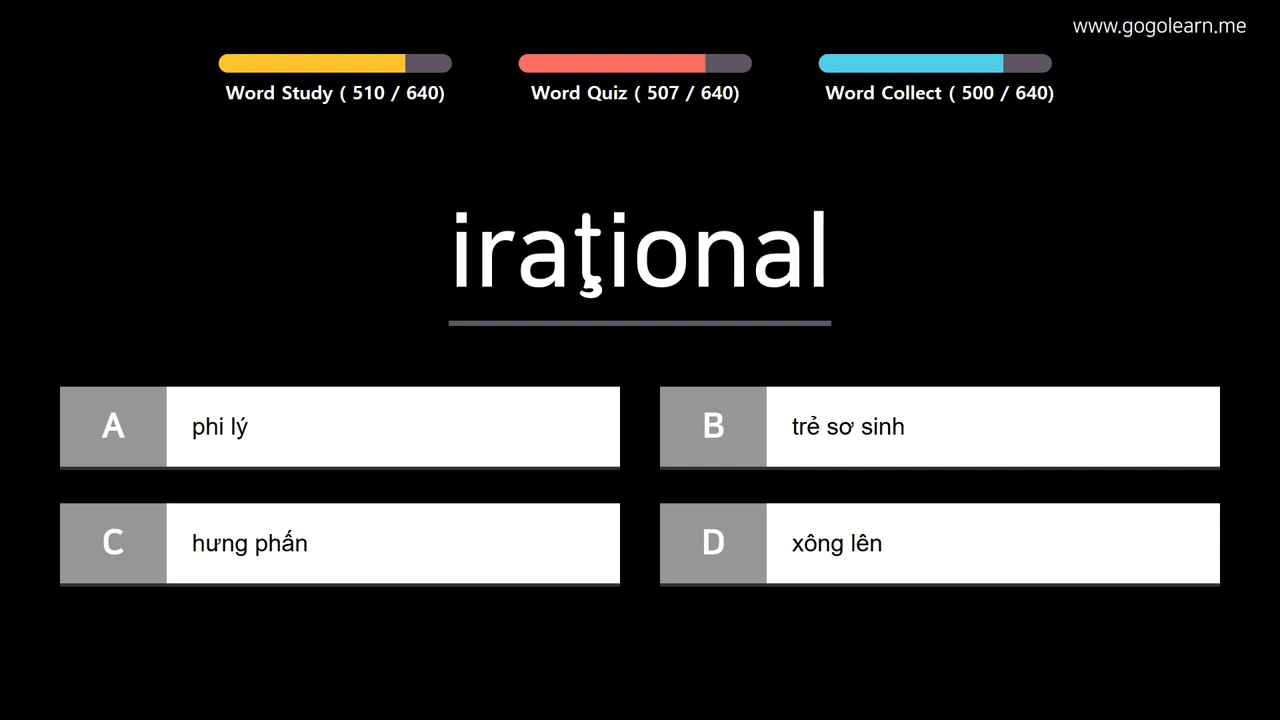 www.gogolearn.me
Word Study ( 510 / 640)
Word Quiz ( 507 / 640)
Word Collect ( 500 / 640)
iraţional
A phi lý
B trẻ sơ sinh
C hưng phấn
D xông lên